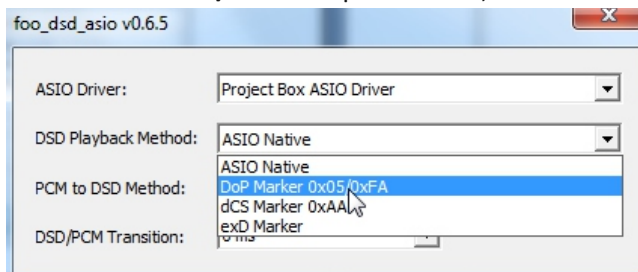 foo_dsd_asio v0.6.5
ASIO Driver: Project Box ASIO Driver
DSD Playback Method: ASIO Native
ASIO Native
PCM to DSD Method: DoP Marker 0x05/0xFA
dCS Marker 0xAA
exD Marker
DSD/PCM Transition: